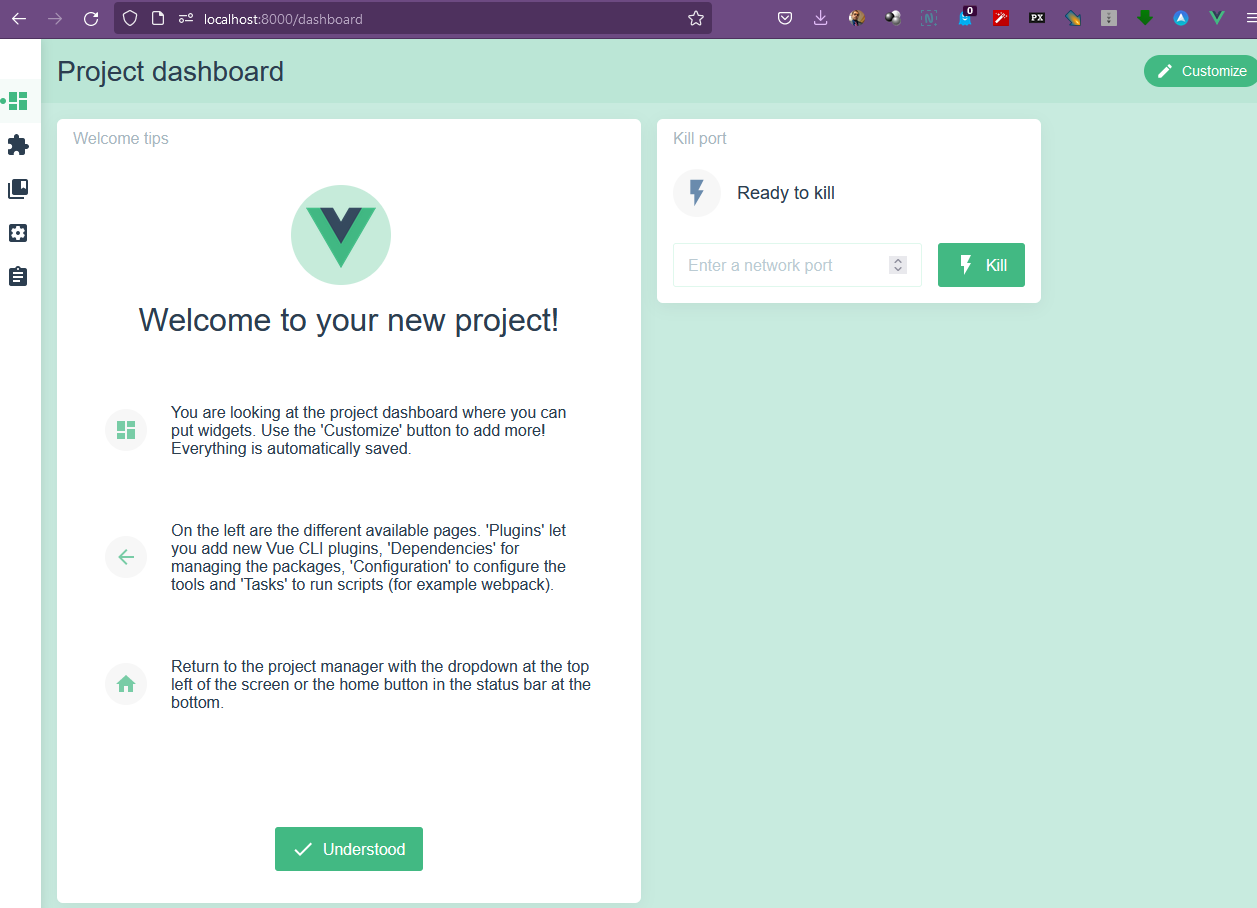 localhost:8000/dashboard
0
N
PX
Project dashboard
Customize
Welcome tips
Welcome to your new project!
You are looking at the project dashboard where you can
put widgets. Use the 'Customize' button to add more!
Everything is automatically saved.
On the left are the different available pages. 'Plugins' let
you add new Vue CLI plugins, 'Dependencies' for
managing the packages, 'Configuration' to configure the
tools and 'Tasks' to run scripts (for example webpack).
Return to the project manager with the dropdown at the top
left of the screen or the home button in the status bar at the
bottom.
Understood
Kill port
Ready to kill
Enter a network port
Kill